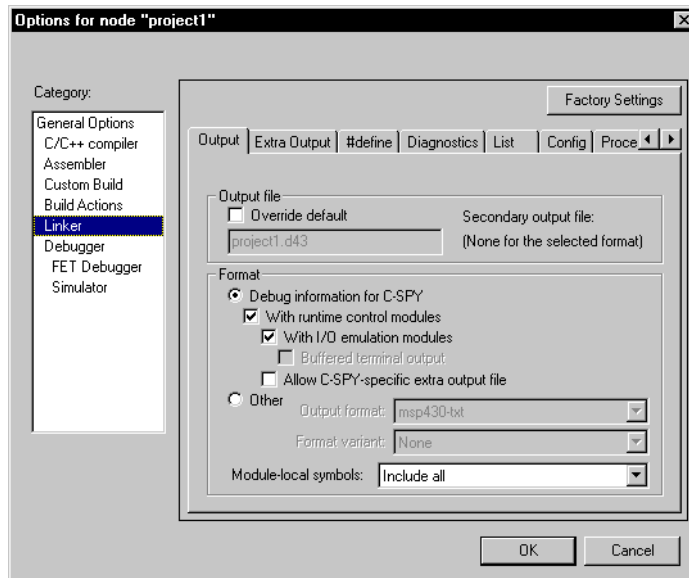 Options for node "project1"
Category:
General Options
C/C++ compiler
Assembler
Custom Build
Build Actions
Linker
Debugger
FET Debugger
Simulator
Factory Settings
Output
Extra Output
#define
Diagnostics
List
Config
Proce
Output file
Override default
project1.d43
Secondary output file:
(None for the selected format)
Format
Debug information for C-SPY
With runtime control modules
With I/O emulation modules
Buffered terminal output
Allow C-SPY-specific extra output file
Other
Output format:
msp430-txt
Format variant:
None
Module-local symbols:
Include all
OK
Cancel